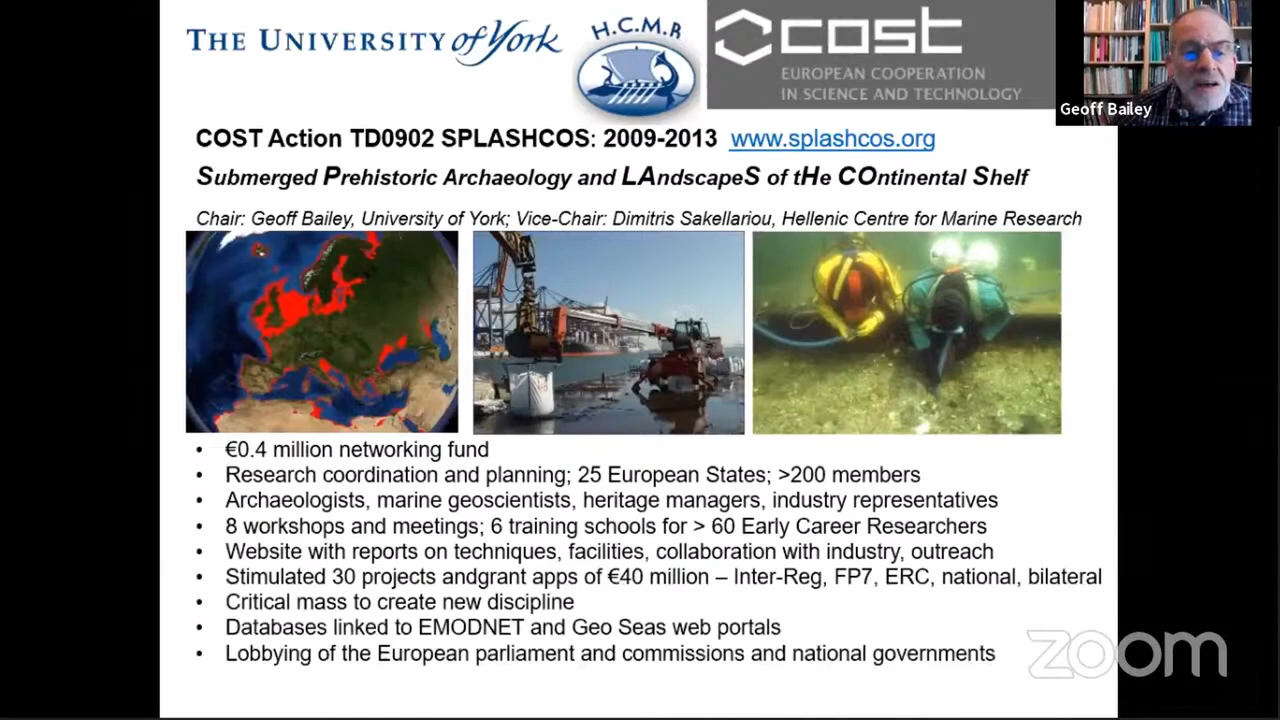 THE UNIVERSITY of York
H.C.M.R
cost
EUROPEAN COOPERATION
IN SCIENCE AND TECHNOLOGY
Geoff Bailey
COST Action TD0902 SPLASHCOS: 2009-2013 www.splashcos.org
Submerged Prehistoric Archaeology and LAndscapeS of tHe COntinental Shelf
Chair: Geoff Bailey, University of York; Vice-Chair: Dimitris Sakellariou, Hellenic Centre for Marine Research
• €0.4 million networking fund
• Research coordination and planning; 25 European States; >200 members
• Archaeologists, marine geoscientists, heritage managers, industry representatives
• 8 workshops and meetings; 6 training schools for > 60 Early Career Researchers
• Website with reports on techniques, facilities, collaboration with industry, outreach
• Stimulated 30 projects andgrant apps of €40 million – Inter-Reg, FP7, ERC, national, bilateral
• Critical mass to create new discipline
• Databases linked to EMODNET and Geo Seas web portals
• Lobbying of the European parliament and commissions and national governments
zoom